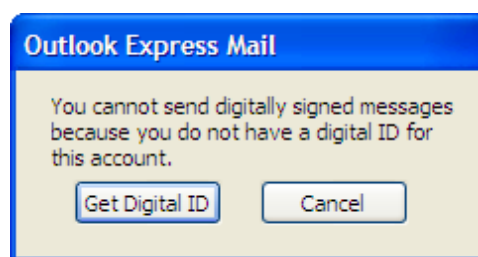 Outlook Express Mail
You cannot send digitally signed messages
because you do not have a digital ID for
this account.
Get Digital ID Cancel